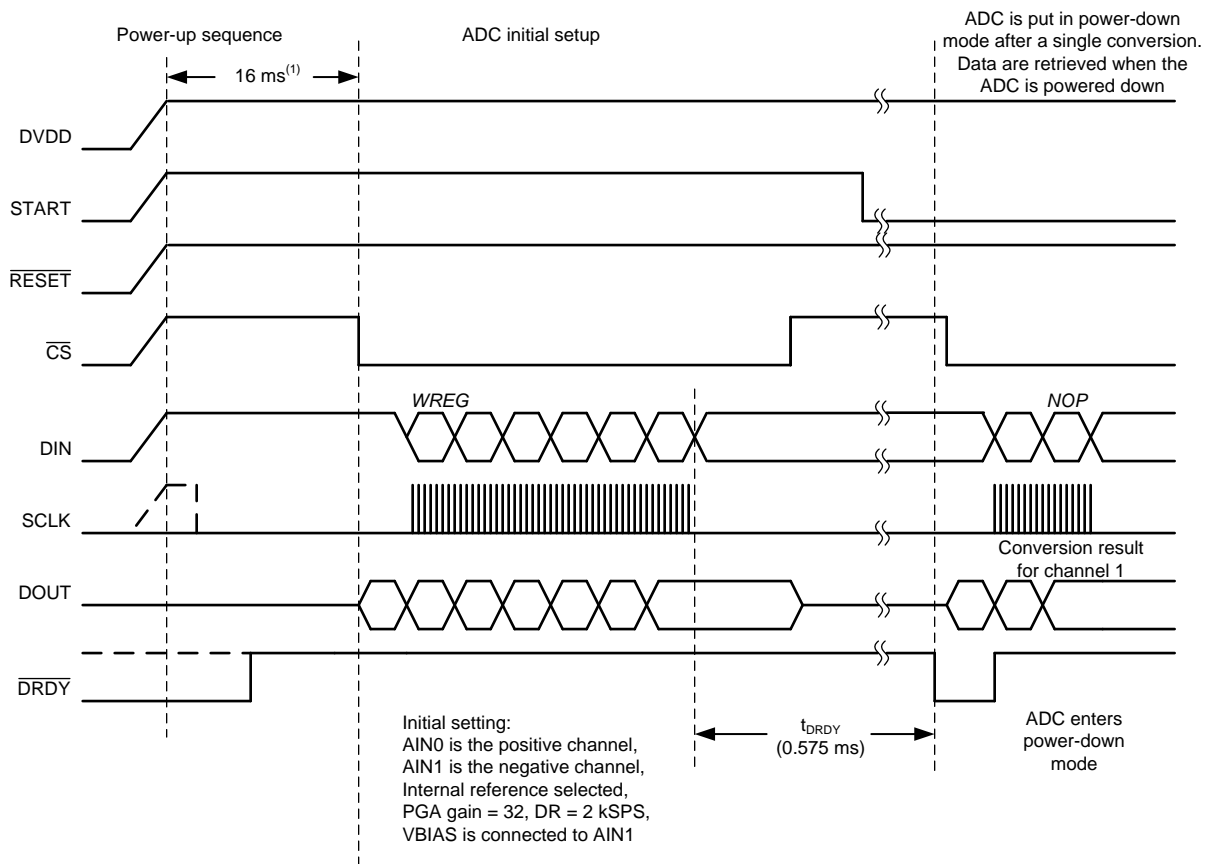 Power-up sequence
ADC initial setup
ADC is put in power-down
mode after a single conversion.
Data are retrieved when the
ADC is powered down
16 ms(1)
DVDD
START
RESET
CS
WREG
NOP
DIN
SCLK
Conversion result
for channel 1
DOUT
DRDY
Initial setting:
AIN0 is the positive channel,
AIN1 is the negative channel,
Internal reference selected,
PGA gain = 32, DR = 2 kSPS,
VBIAS is connected to AIN1
tDRDY
(0.575 ms)
ADC enters
power-down
mode